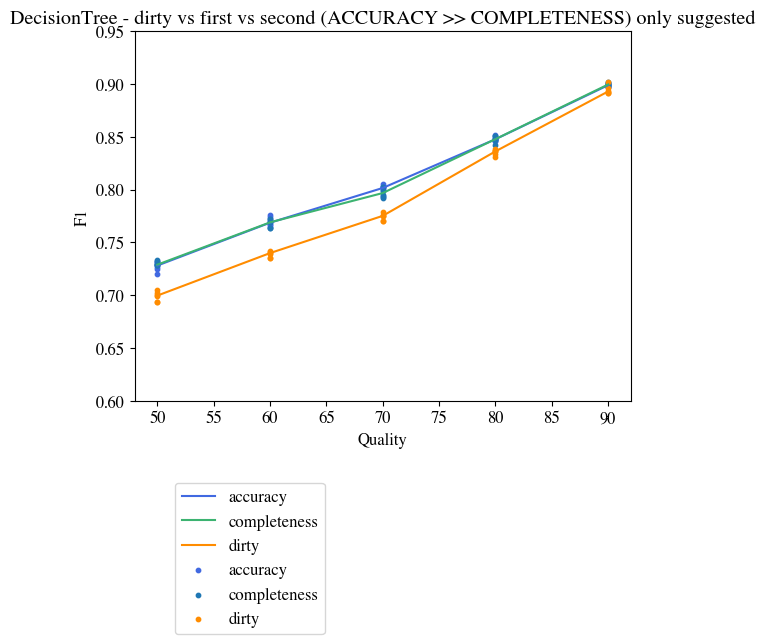 DecisionTree - dirty vs first vs second (ACCURACY >> COMPLETENESS) only suggested
0.95
0.90
0.85
0.80
0.75
0.70
0.65
0.60
F1
50 55 60 65 70 75 80 85 90
Quality
accuracy
completeness
dirty
accuracy
completeness
dirty